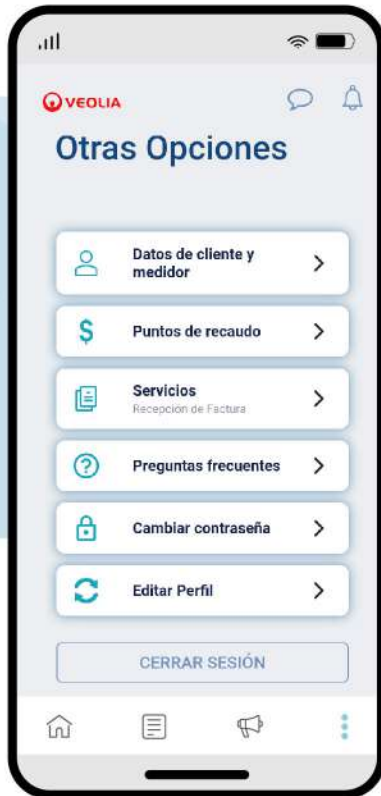 VEOLIA
Otras Opciones
Datos de cliente y
medidor
$ Puntos de recaudo
Servicios
Recepción de Factura
Preguntas frecuentes
Cambiar contraseña
Editar Perfil
CERRAR SESIÓN